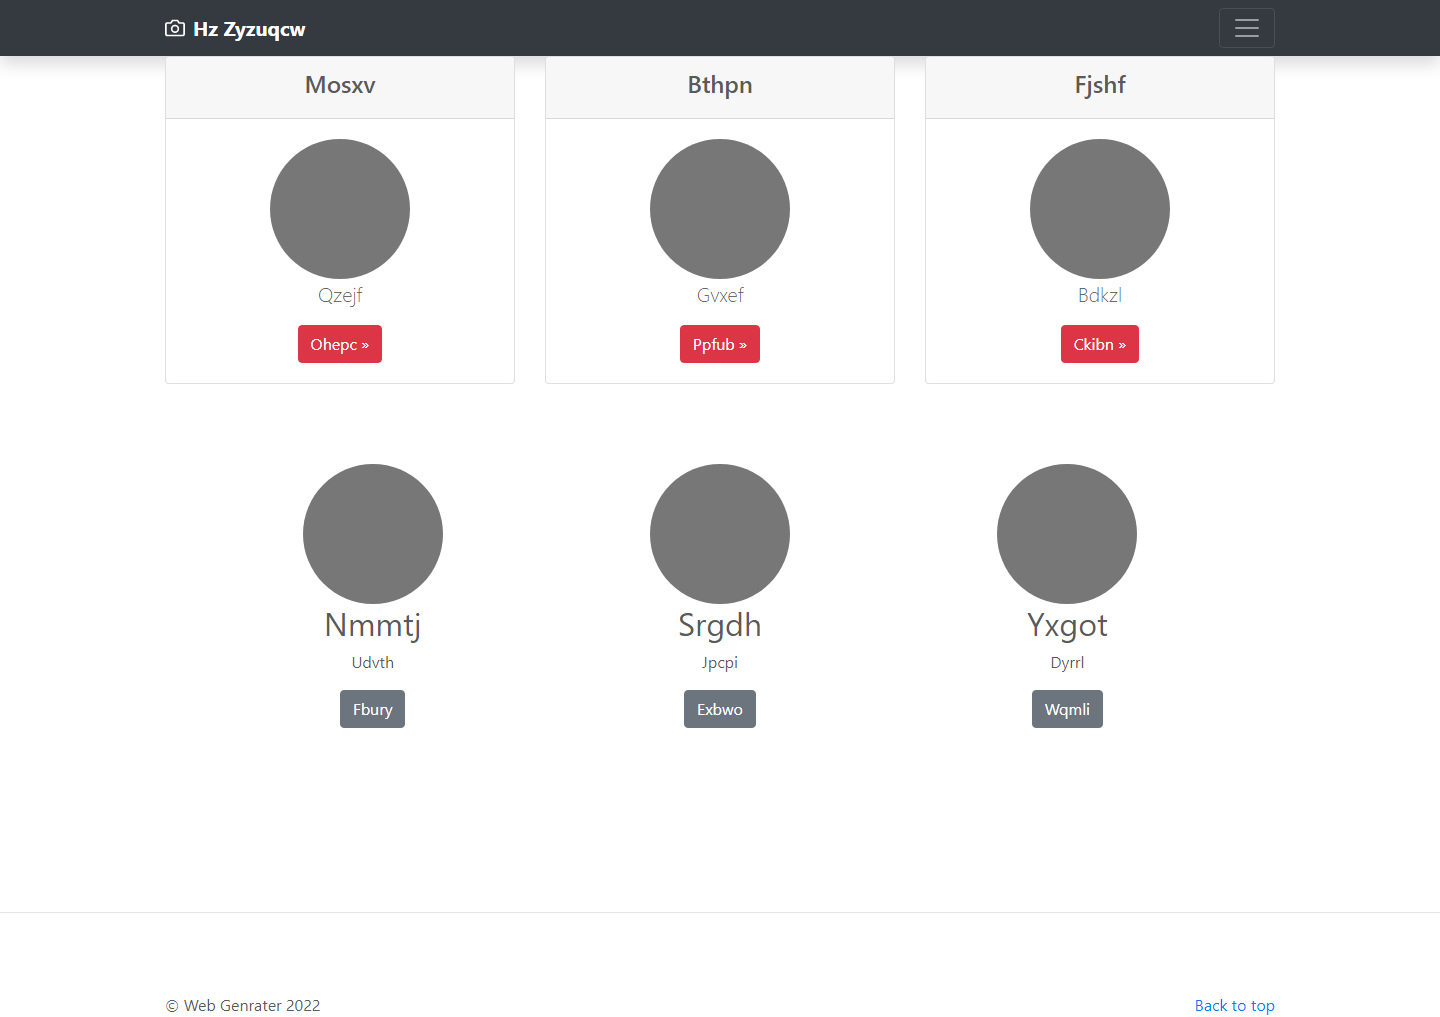 Hz Zyzuqcw
Mosxv
Bthpn
Fjshf
Qzejf
Gvxef
Bdkzl
Ohepc »
Ppfub »
Ckibn »
Nmmtj
Srgdh
Yxgot
Udvth
Jpcpi
Dyrrl
Fbury
Exbwo
Wqmli
© Web Genrater 2022
Back to top